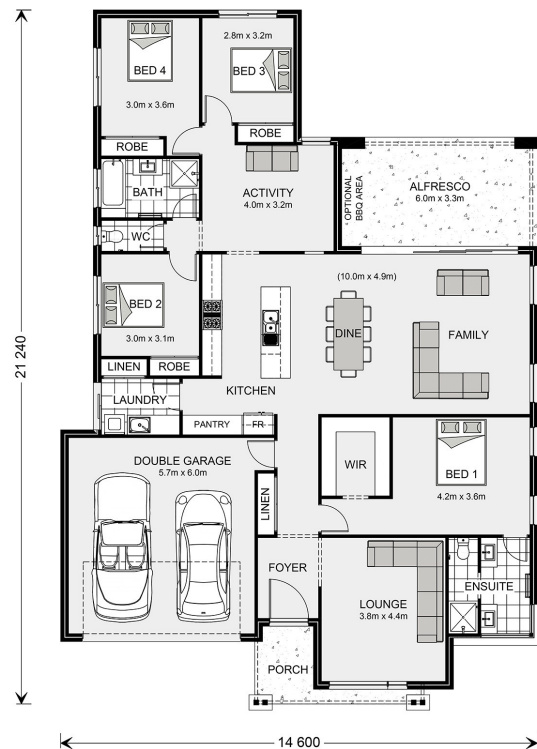 BED 4
3.0m x 3.6m
2.8m x 3.2m
BED 3
ROBE
ROBE
BATH
ACTIVITY
4.0m x 3.2m
OPTIONAL
BBQ AREA
ALFRESCO
6.0m x 3.3m
WC
BED 2
3.0m x 3.1m
(10.0m x 4.9m)
DINE
FAMILY
LINEN
ROBE
KITCHEN
LAUNDRY
PANTRY
FR
21 240
DOUBLE GARAGE
5.7m x 6.0m
LINEN
WIR
BED 1
4.2m x 3.6m
FOYER
LOUNGE
3.8m x 4.4m
ENSUITE
PORCH
14 600